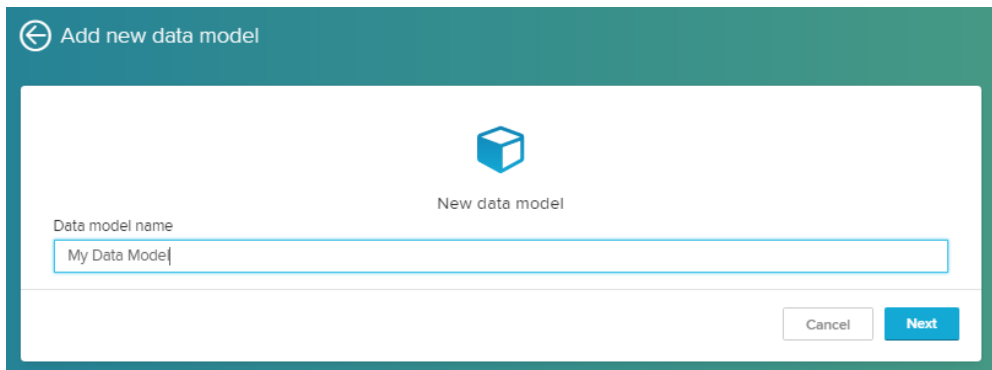 Add new data model
New data model
Data model name
My Data Model
Cancel
Next